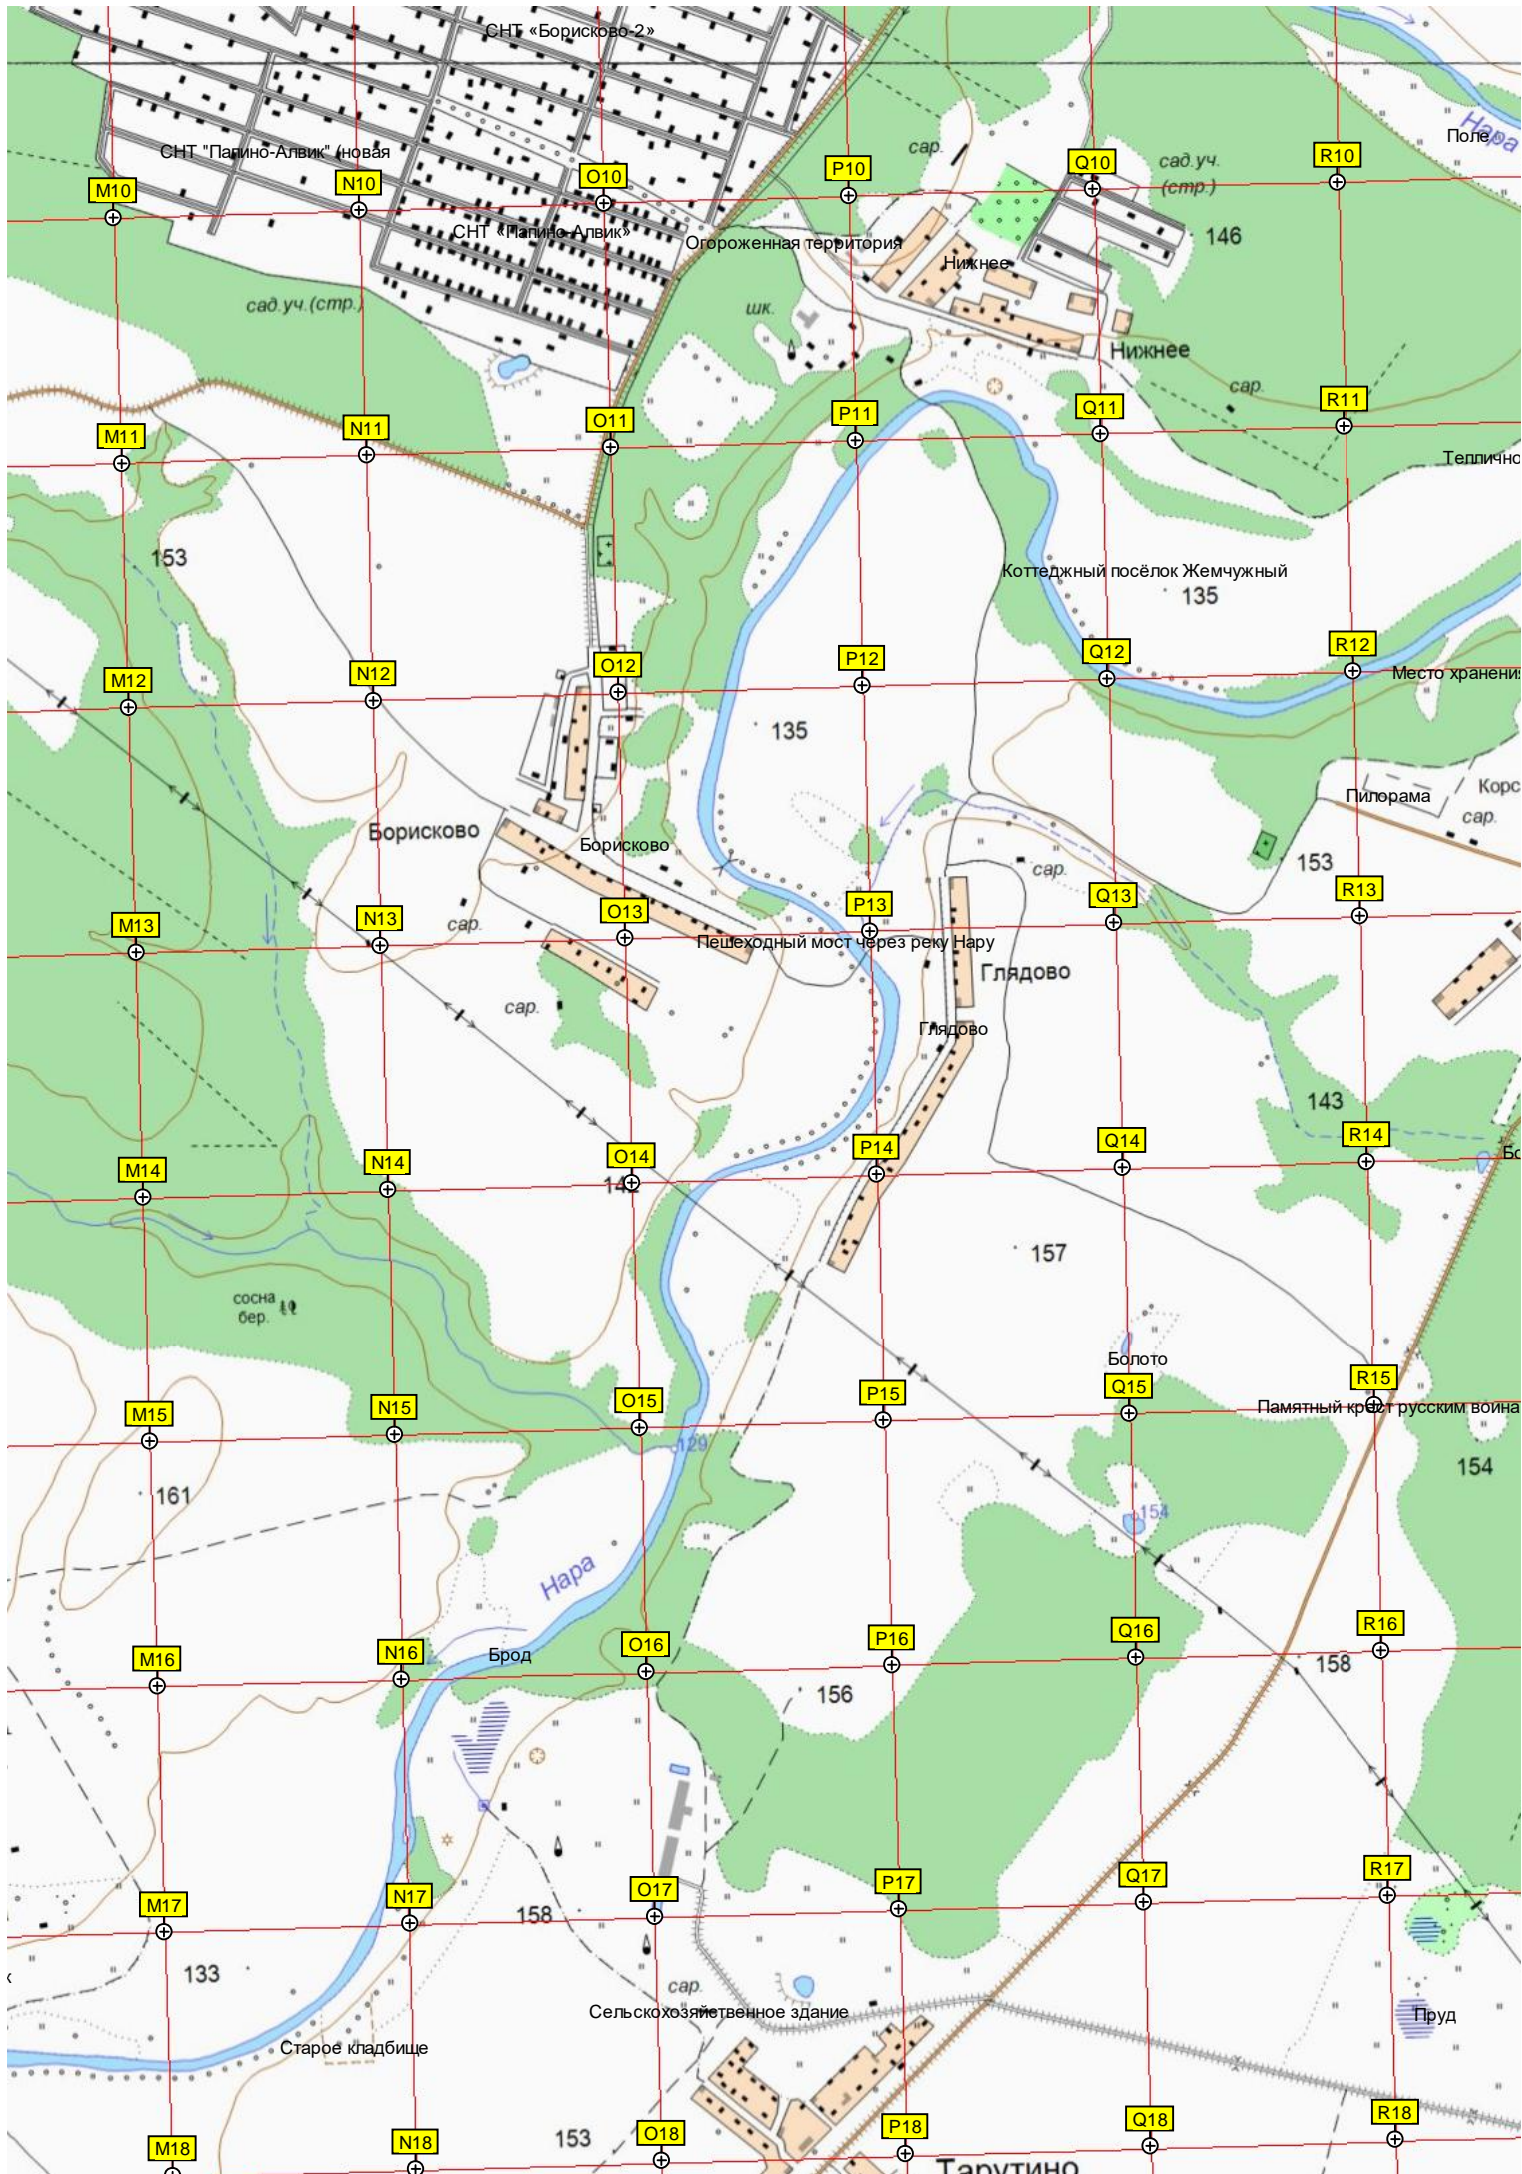 СНТ «Борисково-2»
Нара
Поле
сар.
СНТ "Папино-Алвик" (новая
сад.уч.
(стр.)
M10
N10
O10
P10
Q10
R10
СНТ «Папино-Алвик»
Огороженная территория
146
Нижнее
сад.уч.(стр.)
шк.
Нижнее
сар.
M11
N11
O11
P11
Q11
R11
Теплично
153
Коттеджный посёлок Жемчужный
135
M12
N12
O12
P12
Q12
R12
Место хранени
135
Пилорама
Корс
сар.
Борисково
Борисково
153
сар.
M13
N13
O13
P13
Q13
R13
сар.
Пешеходный мост через реку Нару
Глядово
сар.
Глядово
143
M14
N14
O14
P14
Q14
R14
Бо
142
157
сосна
бер.
Болото
M15
N15
O15
P15
Q15
R15
Памятный крест русским воина
129
154
161
154
Нара
M16
N16
O16
P16
Q16
R16
Брод
158
156
M17
N17
O17
P17
Q17
R17
158
133
сар.
Сельскохозяйственное здание
Пруд
Старое кладбище
M18
N18
O18
P18
Q18
R18
153
Тарутино